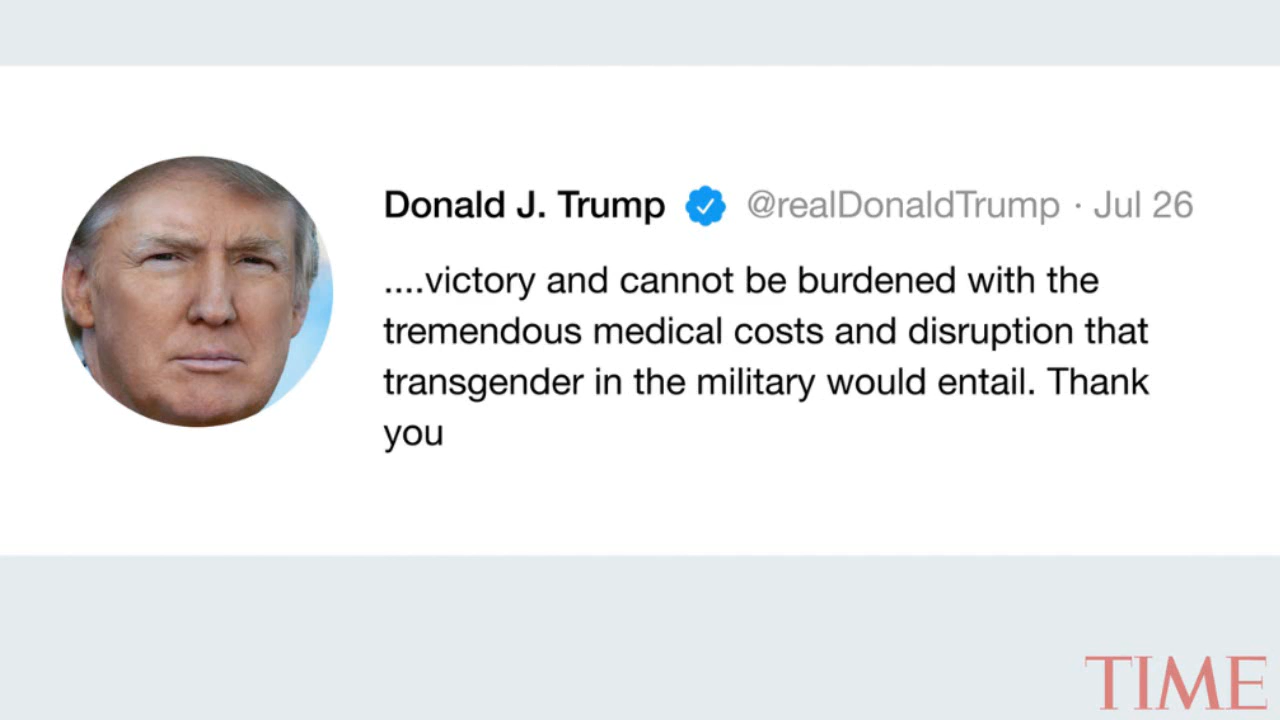 Donald J. Trump @realDonaldTrump · Jul 26
....victory and cannot be burdened with the
tremendous medical costs and disruption that
transgender in the military would entail. Thank
you
TIME